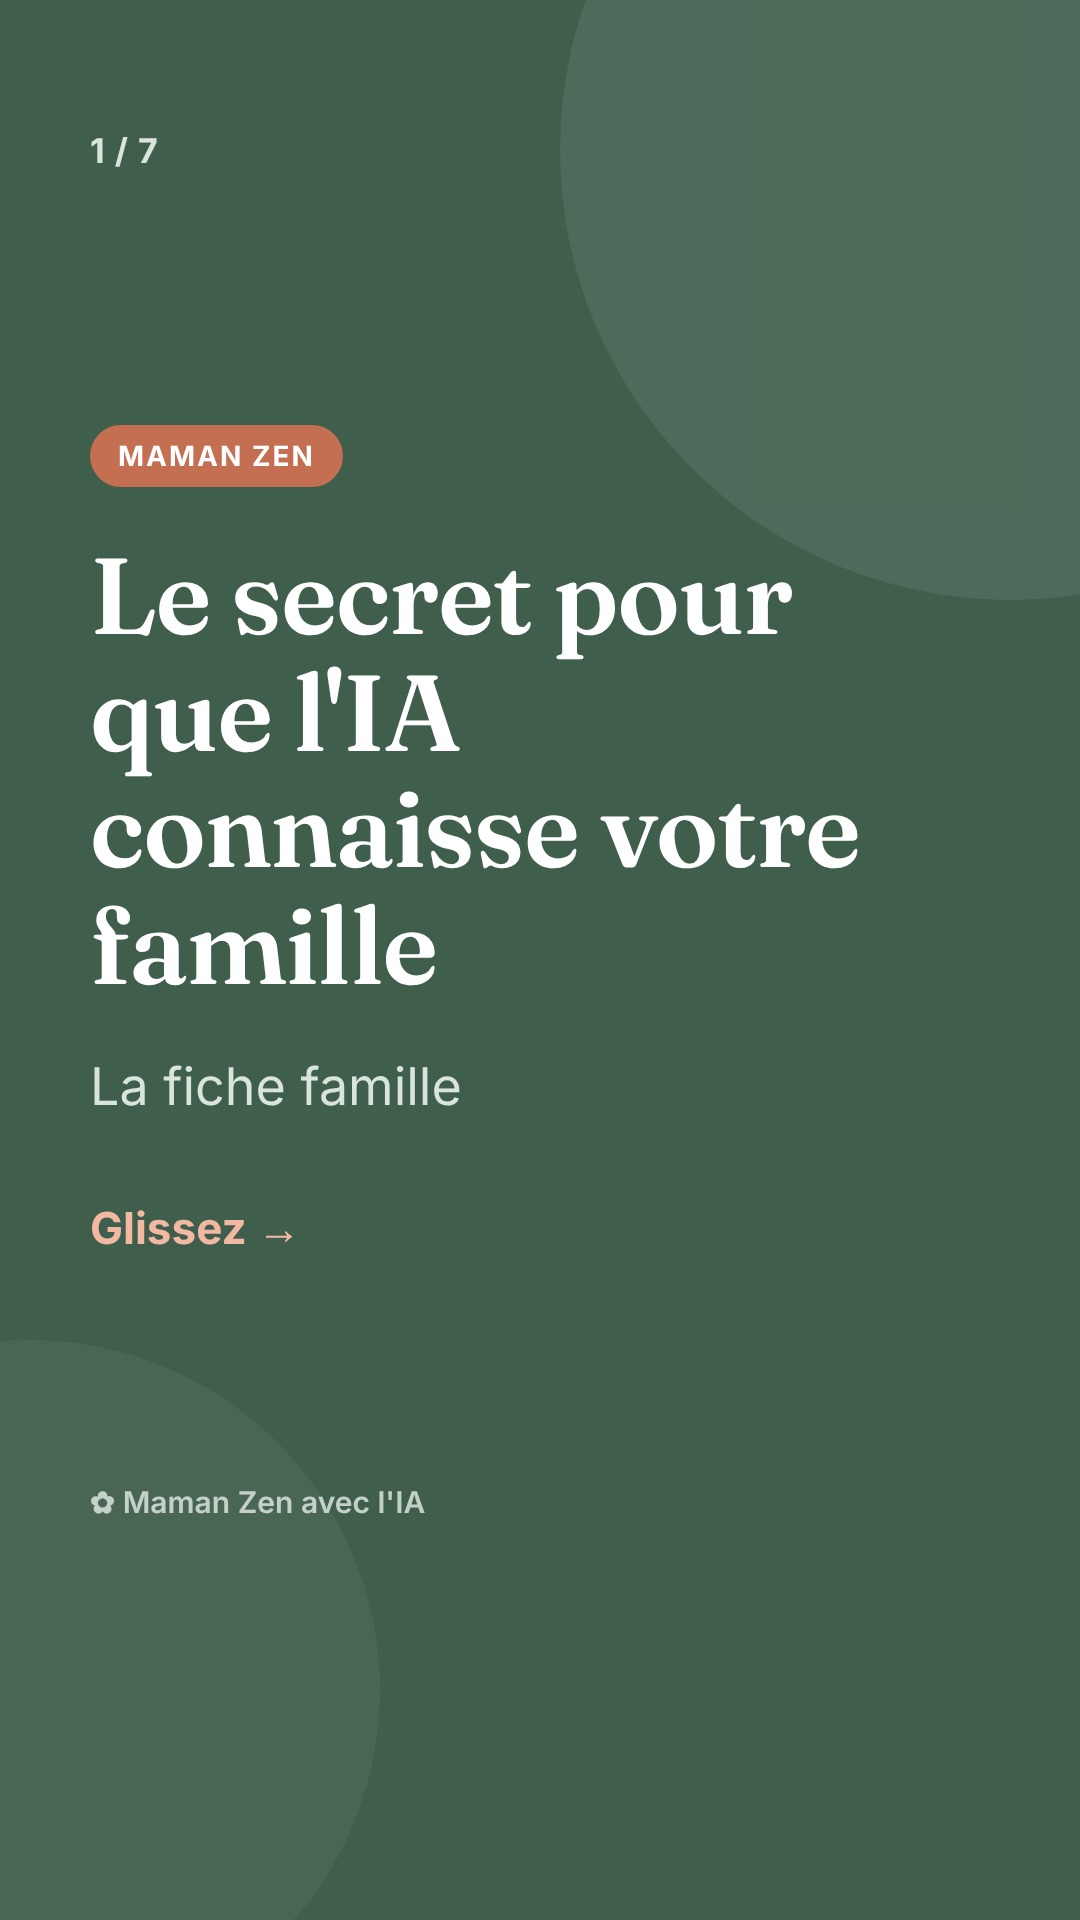 1 / 7
MAMAN ZEN
Le secret pour
que l'IA
connaisse votre
famille
La fiche famille
Glissez →
✿ Maman Zen avec l'IA